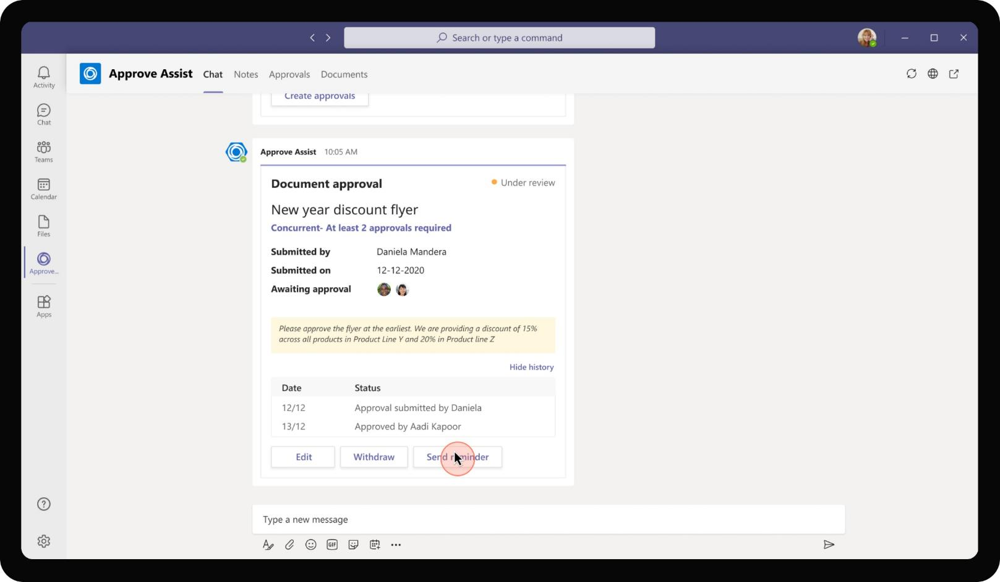 Search or type a command
Approve Assist Chat Notes Approvals Documents
Activity
Chat
Teams
Calendar
Files
Approve...
Apps
Create approvals
Approve Assist 10:05 AM
Document approval Under review
New year discount flyer
Concurrent- At least 2 approvals required
Submitted by Daniela Mandera
Submitted on 12-12-2020
Awaiting approval
Please approve the flyer at the earliest. We are providing a discount of 15%
across all products in Product Line Y and 20% in Product line Z
Hide history
Date Status
12/12 Approval submitted by Daniela
13/12 Approved by Aadi Kapoor
Edit Withdraw Send reminder
Type a new message
GIF